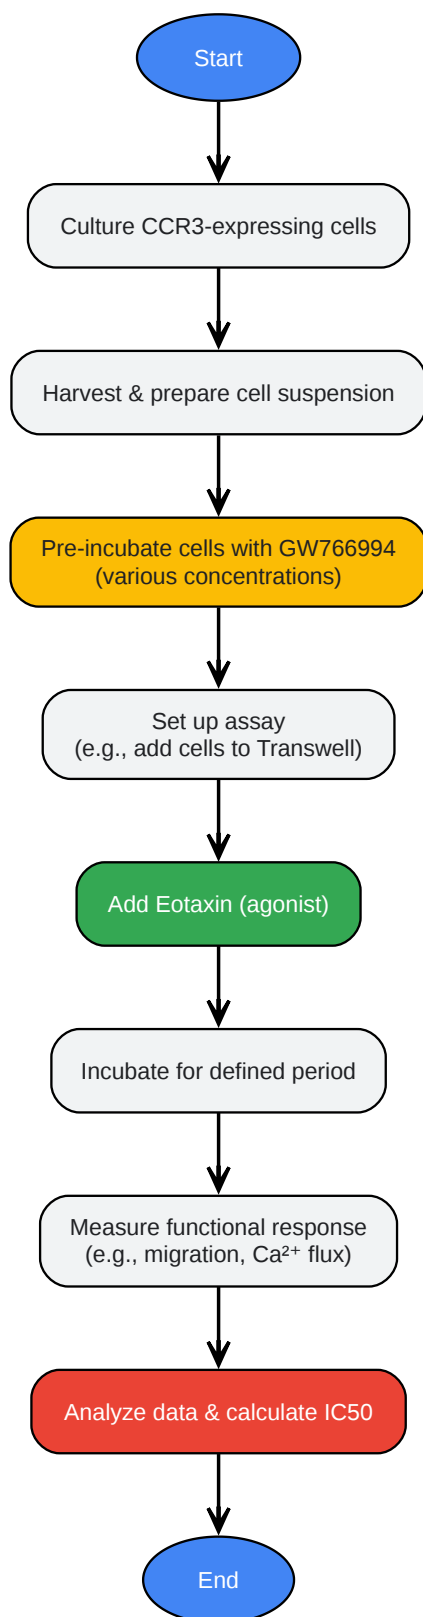 Start
Culture CCR3-expressing cells
Harvest & prepare cell suspension
Pre-incubate cells with GW766994
(various concentrations)
Set up assay
(e.g., add cells to Transwell)
Add Eotaxin (agonist)
Incubate for defined period
Measure functional response
(e.g., migration, Ca²⁺ flux)
Analyze data & calculate IC50
End